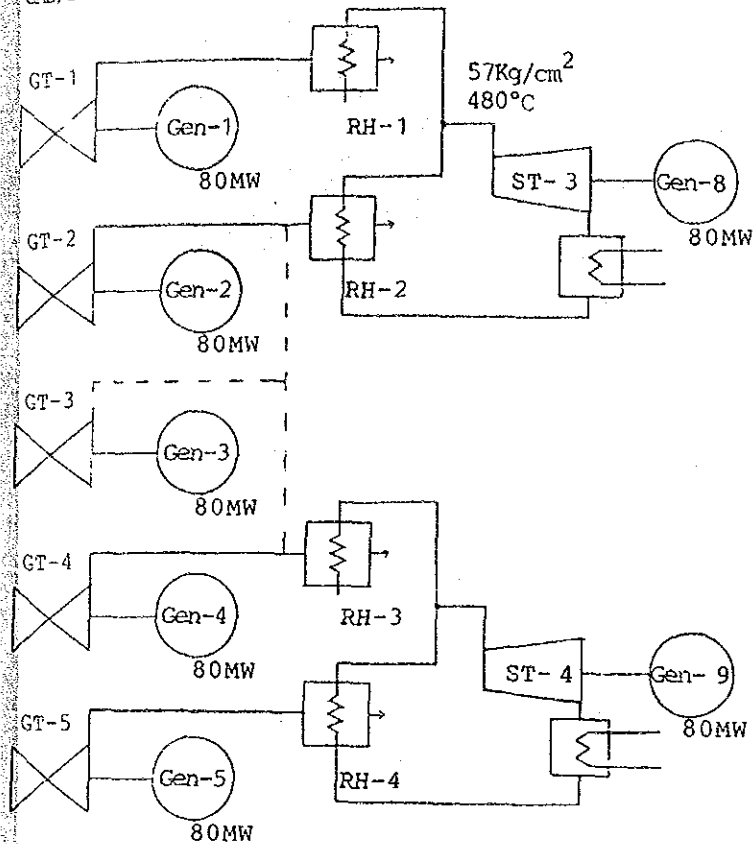 GT-1
Gen-1
80MW
RH-1
57Kg/cm²
480°C
ST-3
Gen-8
80MW
GT-2
Gen-2
80MW
RH-2
GT-3
Gen-3
80MW
GT-4
Gen-4
80MW
RH-3
ST-4
Gen-9
80MW
GT-5
Gen-5
80MW
RH-4